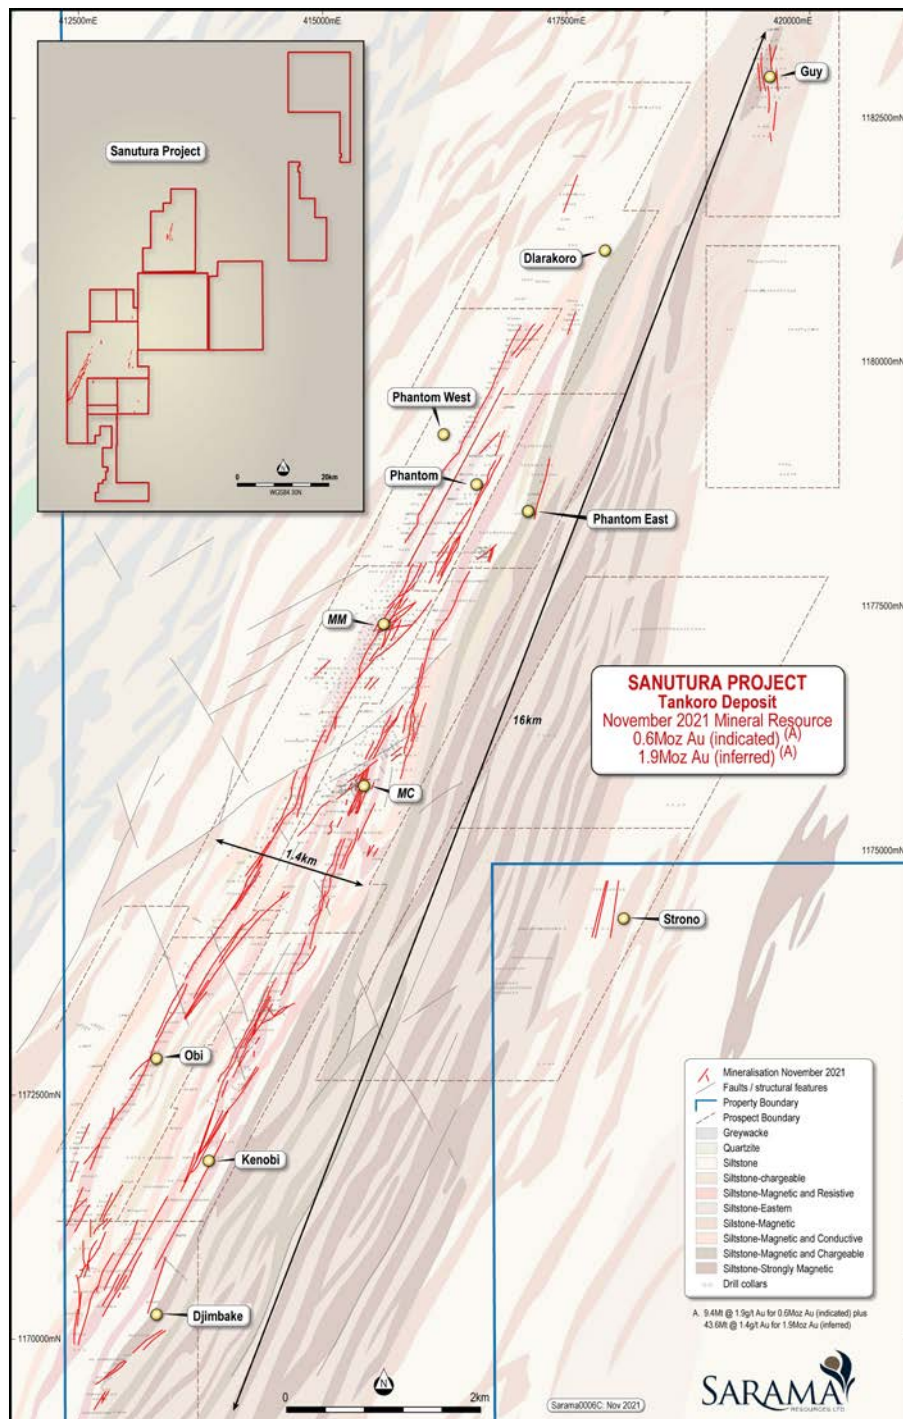 412500mE
415000mE
417500mE
420000mE
Sanutura Project
0
20km
WGS84 30N
Guy
1182500mN
Dlarakoro
1180000mN
Phantom West
Phantom
Phantom East
MM
1177500mN
SANUTURA PROJECT
Tankoro Deposit
November 2021 Mineral Resource
0.6Moz Au (indicated) (A)
1.9Moz Au (inferred) (A)
16km
MC
1.4km
1175000mN
1175000mN
Strono
Obi
1172500mN
Kenobi
Djimbake
1170000mN
Mineralisation November 2021
Faults / structural features
Property Boundary
Prospect Boundary
Greywacke
Quartzite
Siltstone
Siltstone-chargeable
Siltstone-Magnetic and Resistive
Siltstone-Eastern
Silstone-Magnetic
Siltstone-Magnetic and Conductive
Siltstone-Magnetic and Chargeable
Siltstone-Strongly Magnetic
Drill collars
A. 9.4Mt @ 1.9g/t Au for 0.6Moz Au (indicated) plus
43.6Mt @ 1.4g/t Au for 1.9Moz Au (inferred)
N
0
2km
Sarama0006C: Nov 2021
SARAMA
RESOURCES LTD